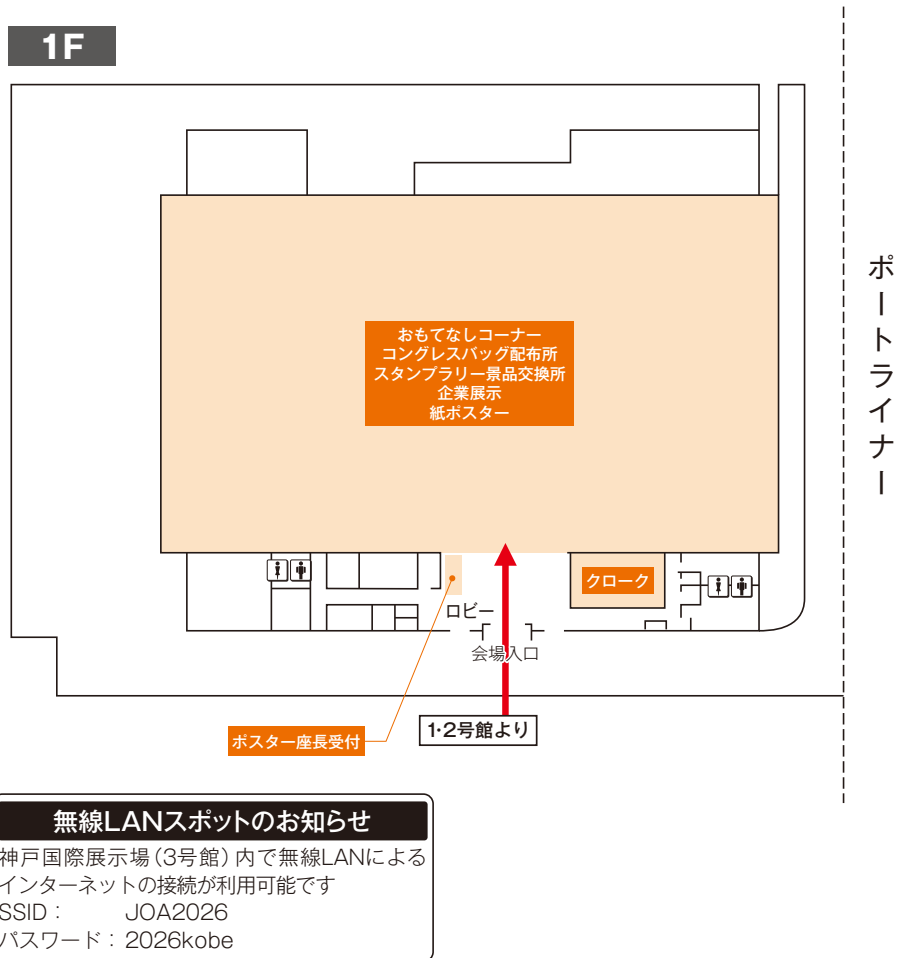 1F
おもてなしコーナー
コングレスバッグ配布所
スタンプラリー景品交換所
企業展示
紙ポスター
ポートライナー
クローク
ロビー
会場入口
ポスター座長受付
1・2号館より
無線LANスポットのお知らせ
神戸国際展示場(3号館)内で無線LANによる
インターネットの接続が利用可能です
SSID： JOA2026
パスワード：2026kobe